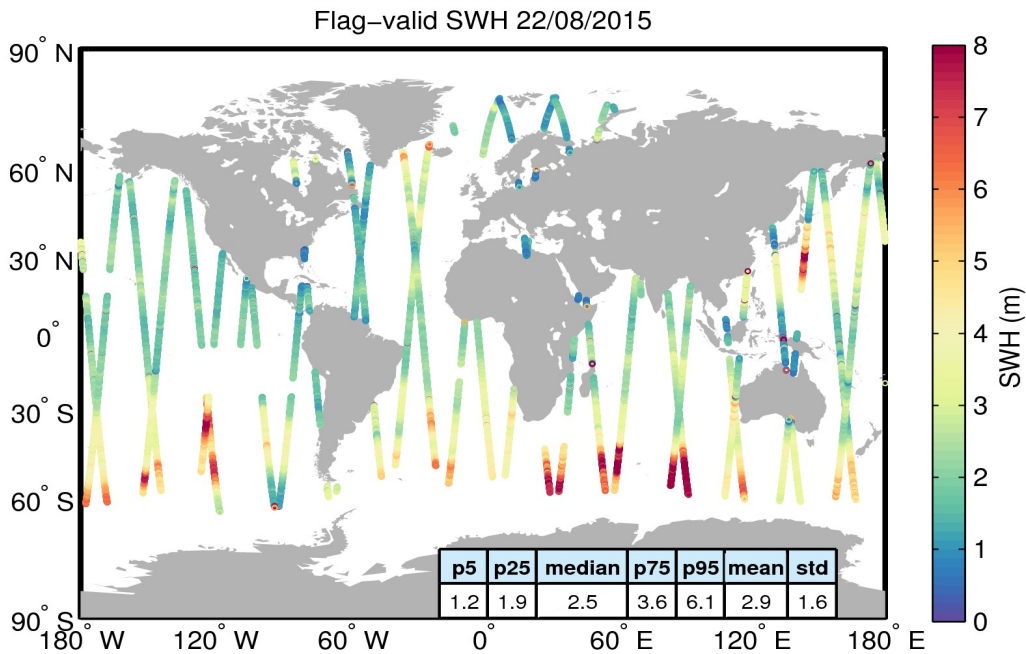 Flag−valid SWH 22/08/2015
90° N
60° N
30° N
0°
30° S
60° S
90° S
180° W
120° W
60° W
0°
60° E
120° E
180° E
p5 p25 median p75 p95 mean std
1.2 1.9 2.5 3.6 6.1 2.9 1.6
8
7
6
5
4
3
2
1
0
SWH (m)